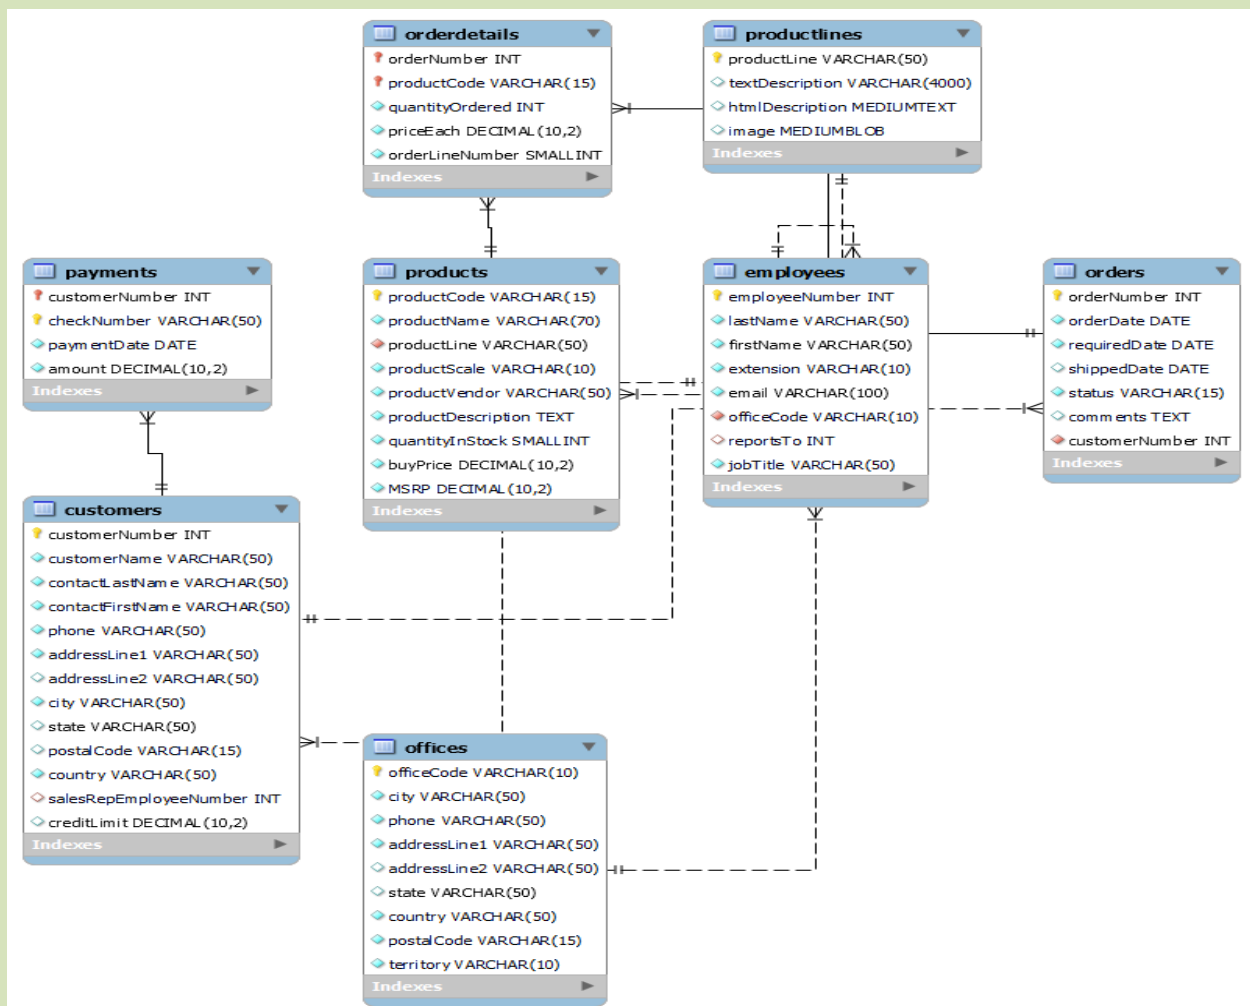 orderdetails
orderNumber INT
productCode VARCHAR(15)
quantityOrdered INT
priceEach DECIMAL(10,2)
orderLineNumber SMALLINT
Indexes
productlines
productLine VARCHAR(50)
textDescription VARCHAR(4000)
htmlDescription MEDIUMTEXT
image MEDIUMBLOB
Indexes
payments
customerNumber INT
checkNumber VARCHAR(50)
paymentDate DATE
amount DECIMAL(10,2)
Indexes
products
productCode VARCHAR(15)
productName VARCHAR(70)
productLine VARCHAR(50)
productScale VARCHAR(10)
productVendor VARCHAR(50)
productDescription TEXT
quantityInStock SMALLINT
buyPrice DECIMAL(10,2)
MSRP DECIMAL(10,2)
Indexes
employees
employeeNumber INT
lastName VARCHAR(50)
firstName VARCHAR(50)
extension VARCHAR(10)
email VARCHAR(100)
officeCode VARCHAR(10)
reportsTo INT
jobTitle VARCHAR(50)
Indexes
orders
orderNumber INT
orderDate DATE
requiredDate DATE
shippedDate DATE
status VARCHAR(15)
comments TEXT
customerNumber INT
Indexes
customers
customerNumber INT
customerName VARCHAR(50)
contactLastName VARCHAR(50)
contactFirstName VARCHAR(50)
phone VARCHAR(50)
addressLine1 VARCHAR(50)
addressLine2 VARCHAR(50)
city VARCHAR(50)
state VARCHAR(50)
postalCode VARCHAR(15)
country VARCHAR(50)
salesRepEmployeeNumber INT
creditLimit DECIMAL(10,2)
Indexes
offices
officeCode VARCHAR(10)
city VARCHAR(50)
phone VARCHAR(50)
addressLine1 VARCHAR(50)
addressLine2 VARCHAR(50)
state VARCHAR(50)
country VARCHAR(50)
postalCode VARCHAR(15)
territory VARCHAR(10)
Indexes